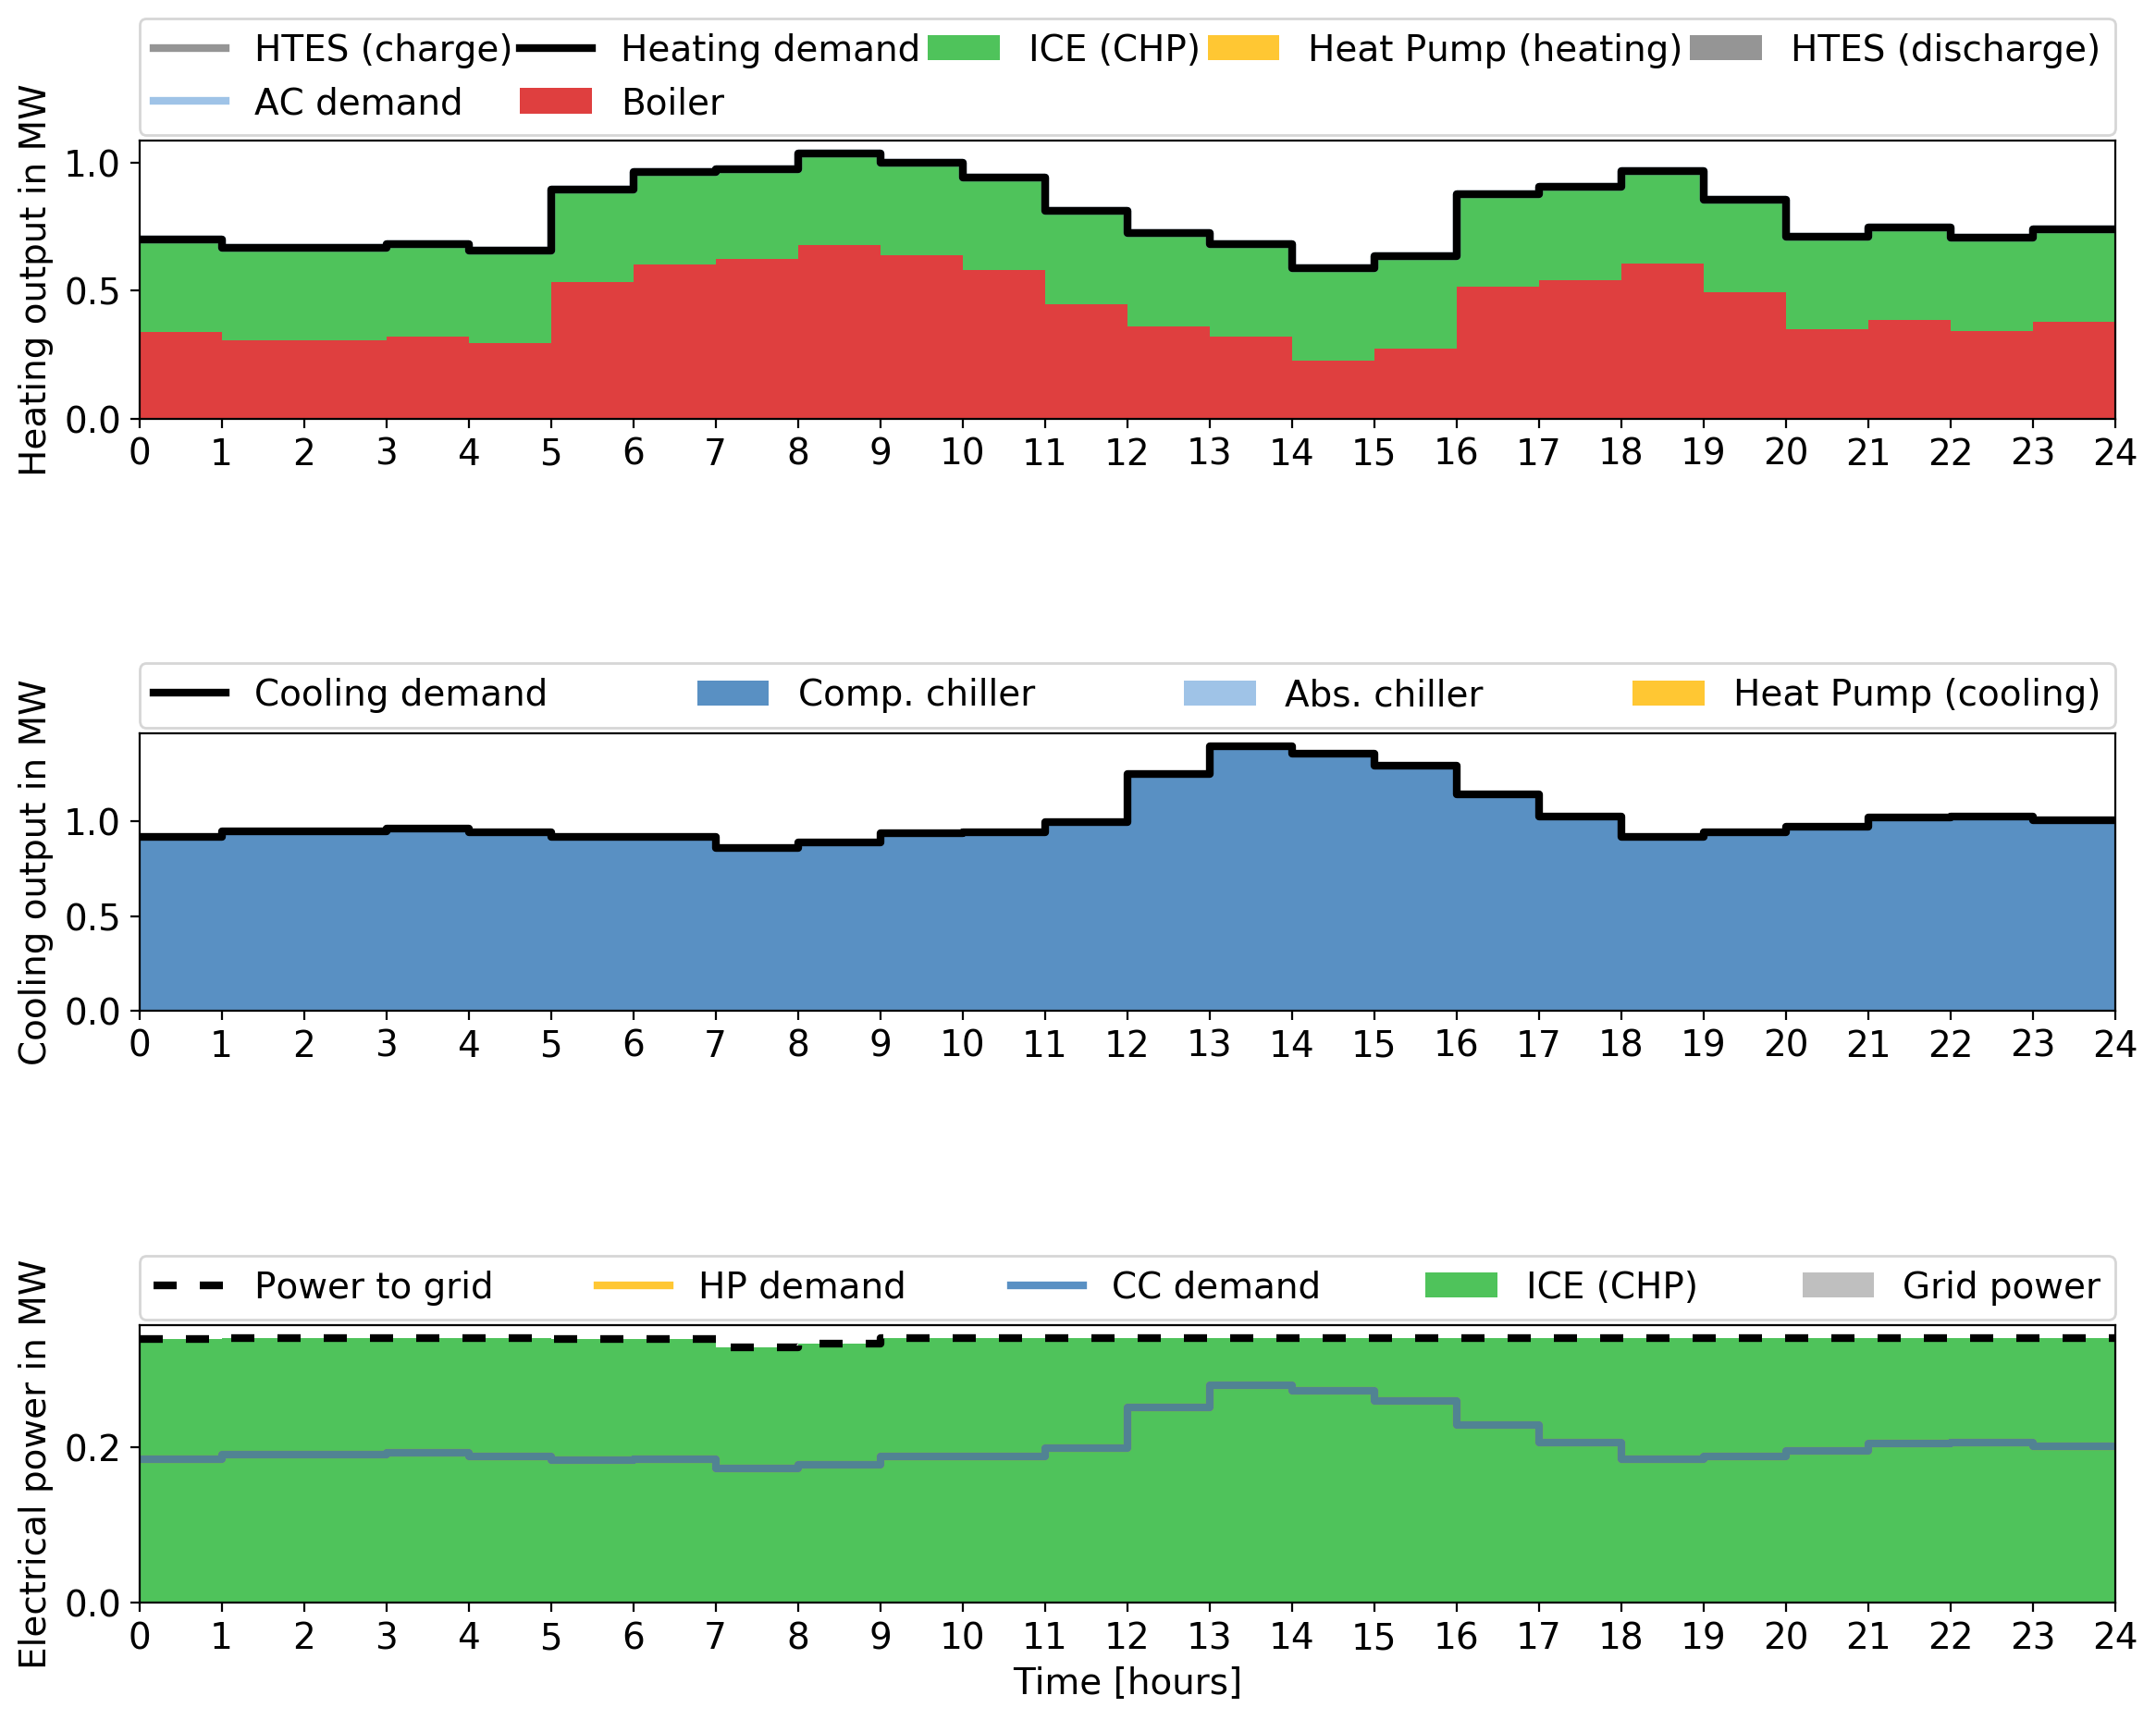 HTES (charge) Heating demand ICE (CHP) Heat Pump (heating) HTES (discharge)
AC demand Boiler
Heating output in MW
1.0
0.5
0.0
0 1 2 3 4 5 6 7 8 9 10 11 12 13 14 15 16 17 18 19 20 21 22 23 24
Cooling demand Comp. chiller Abs. chiller Heat Pump (cooling)
Cooling output in MW
1.0
0.5
0.0
0 1 2 3 4 5 6 7 8 9 10 11 12 13 14 15 16 17 18 19 20 21 22 23 24
Power to grid HP demand CC demand ICE (CHP) Grid power
Electrical power in MW
0.2
0.0
0 1 2 3 4 5 6 7 8 9 10 11 12 13 14 15 16 17 18 19 20 21 22 23 24
Time [hours]